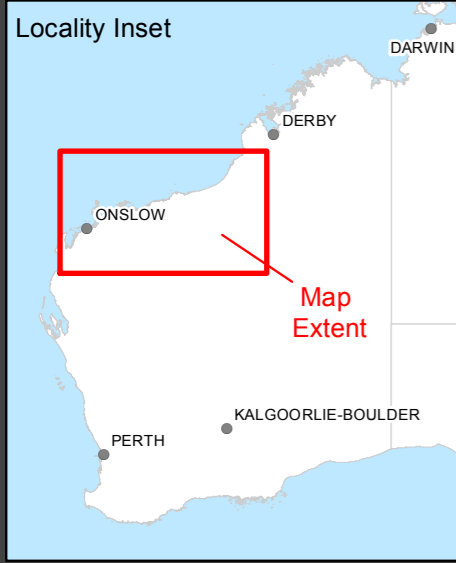 Locality Inset
DARWIN
DERBY
ONSLOW
Map
Extent
KALGOORLIE-BOULDER
PERTH